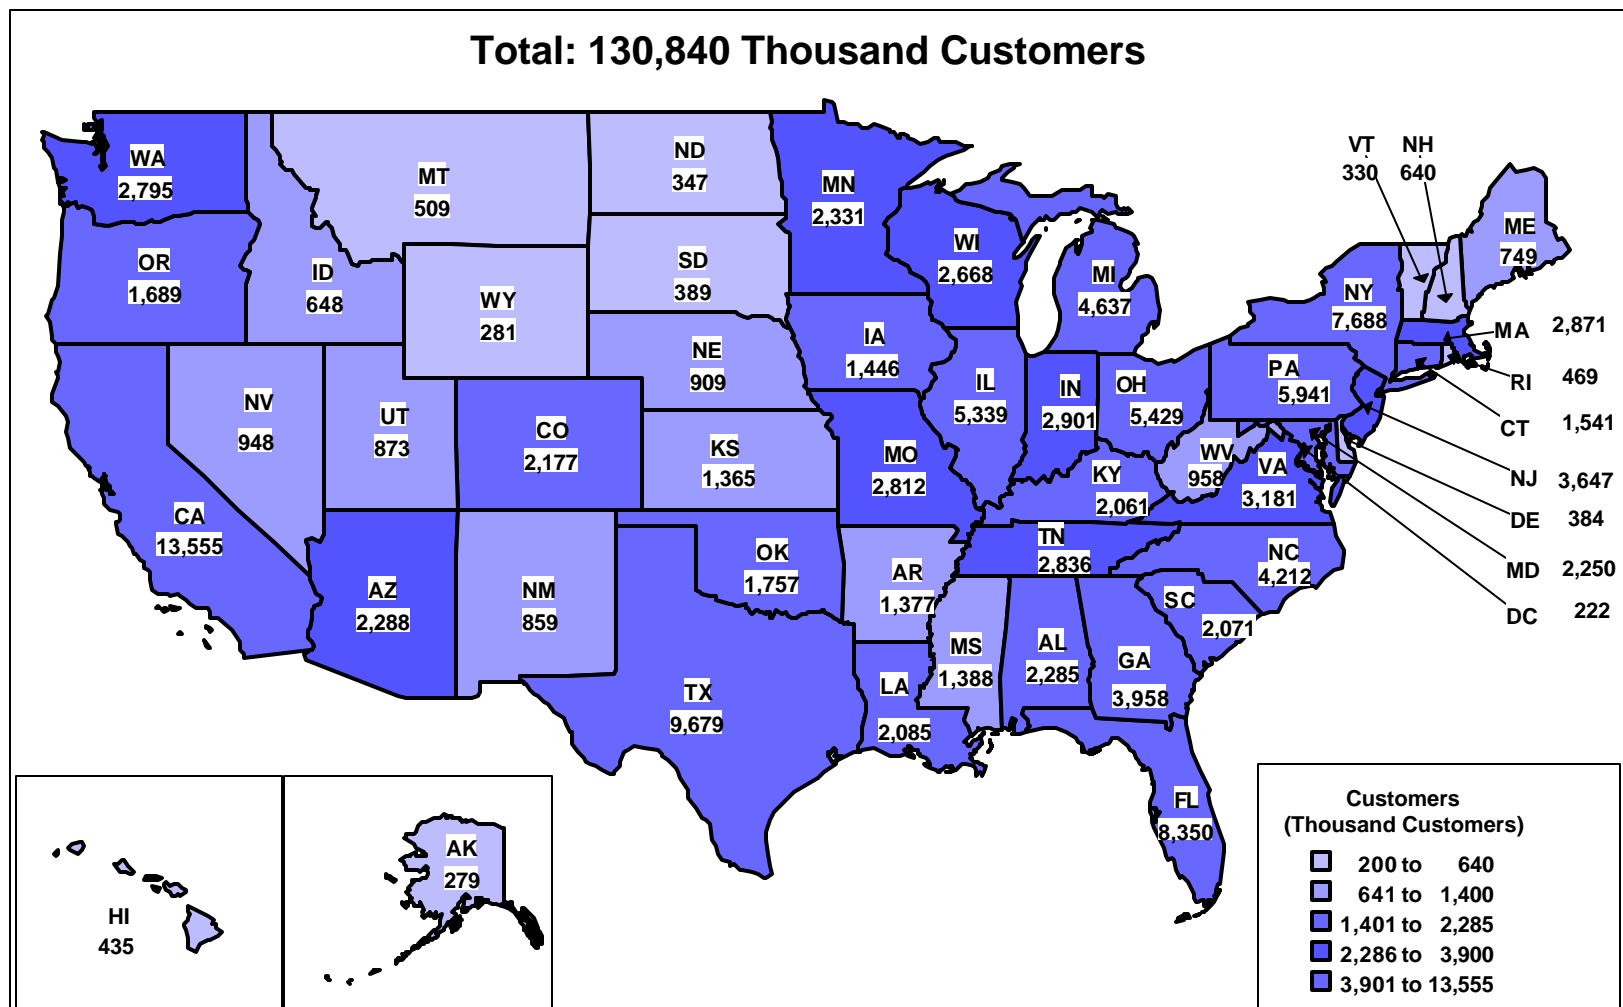 Total: 130,840 Thousand Customers
WA
2,795
MT
509
ND
347
MN
2,331
VT
330
NH
640
ME
749
OR
1,689
ID
648
WY
281
SD
389
WI
2,668
MI
4,637
NY
7,688
MA 2,871
RI 469
CT 1,541
NJ 3,647
DE 384
MD 2,250
DC 222
NE
909
IA
1,446
IL
5,339
IN
2,901
OH
5,429
PA
5,941
NV
948
UT
873
CO
2,177
KS
1,365
MO
2,812
KY
2,061
WV
958
VA
3,181
CA
13,555
AZ
2,288
NM
859
OK
1,757
AR
1,377
TN
2,836
NC
4,212
SC
2,071
TX
9,679
LA
2,085
MS
1,388
AL
2,285
GA
3,958
FL
8,350
HI
435
AK
279
Customers
(Thousand Customers)
200 to 640
641 to 1,400
1,401 to 2,285
2,286 to 3,900
3,901 to 13,555